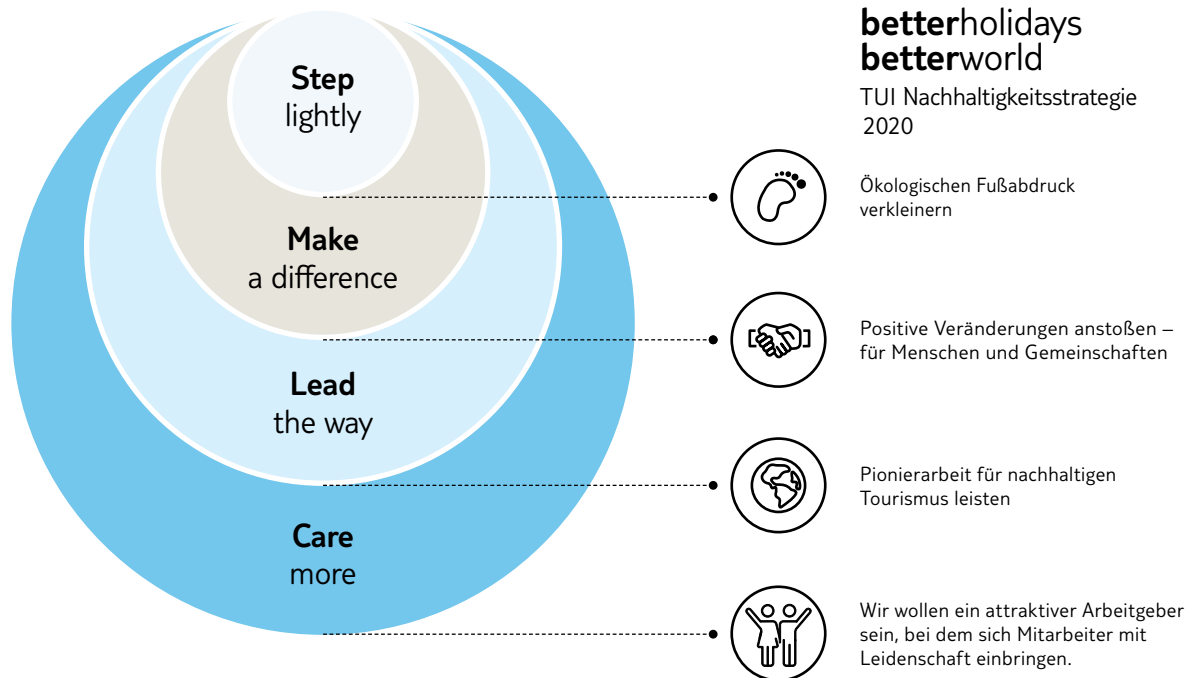 betterholidays
betterworld
TUI Nachhaltigkeitsstrategie
2020
Step
lightly
Ökologischen Fußabdruck
verkleinern
Make
a difference
Positive Veränderungen anstoßen –
für Menschen und Gemeinschaften
Lead
the way
Pionierarbeit für nachhaltigen
Tourismus leisten
Care
more
Wir wollen ein attraktiver Arbeitgeber
sein, bei dem sich Mitarbeiter mit
Leidenschaft einbringen.